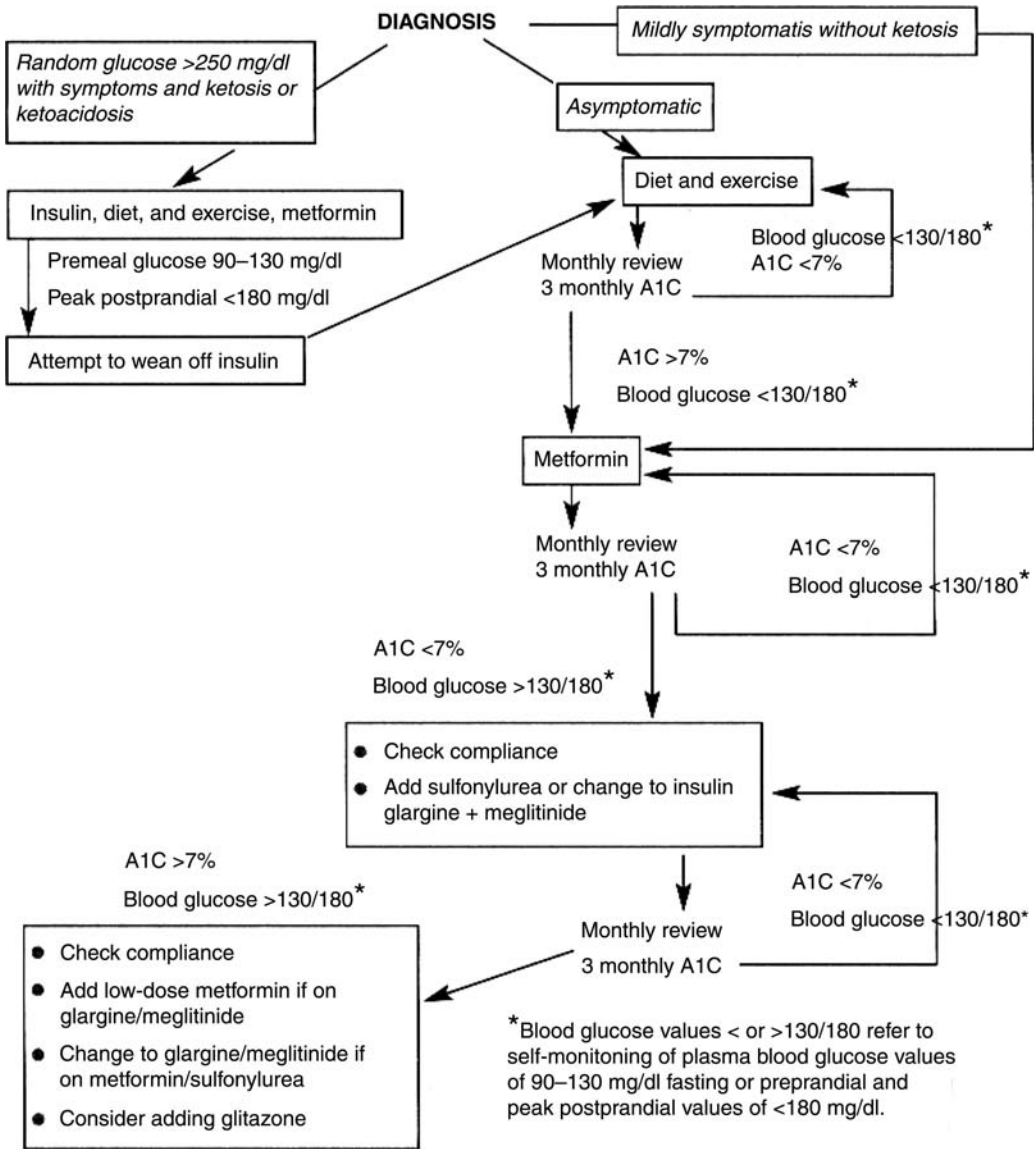 DIAGNOSIS
Mildly symptomatis without ketosis
Random glucose >250 mg/dl
with symptoms and ketosis or
ketoacidosis
Asymptomatic
Diet and exercise
Insulin, diet, and exercise, metformin
Blood glucose <130/180*
A1C <7%
Premeal glucose 90–130 mg/dl
Peak postprandial <180 mg/dl
Monthly review
3 monthly A1C
Attempt to wean off insulin
A1C >7%
Blood glucose <130/180*
Metformin
Monthly review
3 monthly A1C
A1C <7%
Blood glucose <130/180*
A1C <7%
Blood glucose >130/180*
● Check compliance
● Add sulfonylurea or change to insulin
glargine + meglitinide
A1C >7%
Blood glucose >130/180*
A1C <7%
Blood glucose <130/180*
Monthly review
3 monthly A1C
● Check compliance
● Add low-dose metformin if on
glargine/meglitinide
● Change to glargine/meglitinide if
on metformin/sulfonylurea
● Consider adding glitazone
*Blood glucose values < or >130/180 refer to
self-monitoning of plasma blood glucose values
of 90–130 mg/dl fasting or preprandial and
peak postprandial values of <180 mg/dl.